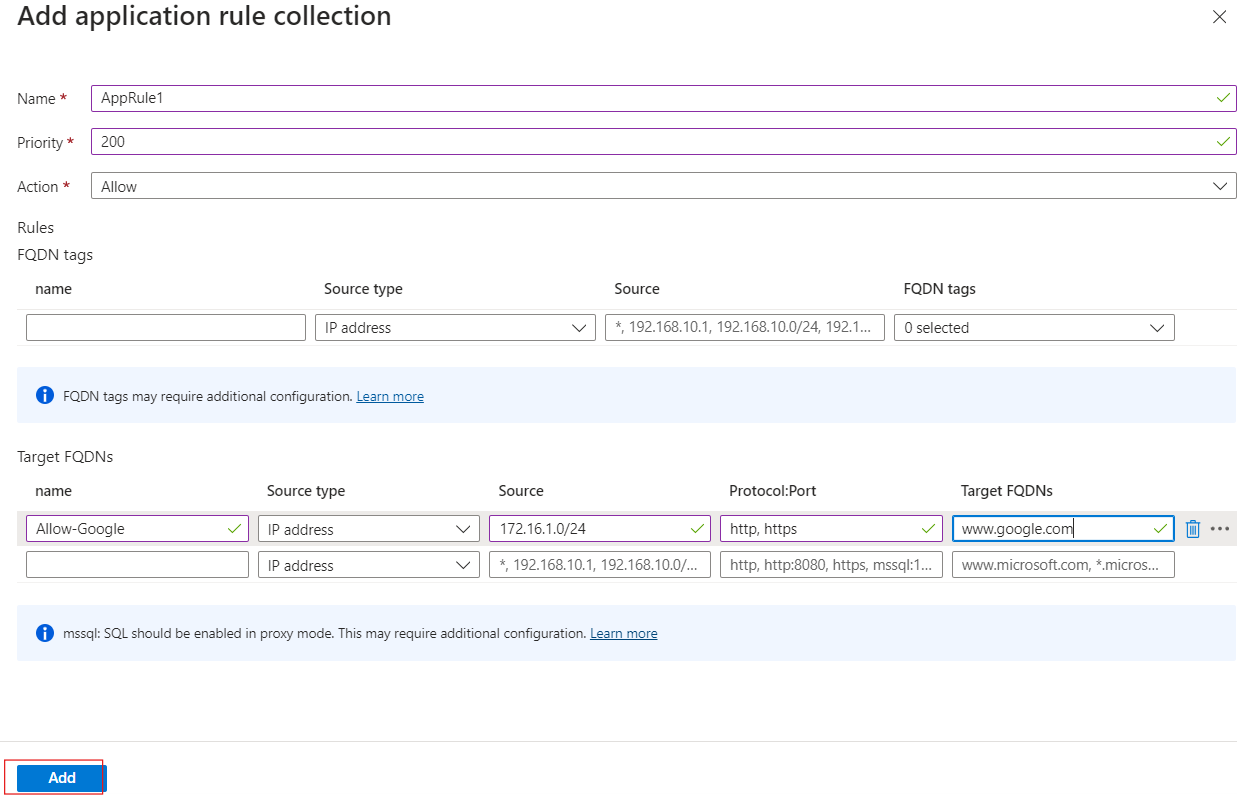 Add application rule collection
Name *
AppRule1
Priority *
200
Action *
Allow
Rules
FQDN tags
name Source type Source FQDN tags
IP address *, 192.168.10.1, 192.168.10.0/24, 192.1... 0 selected
FQDN tags may require additional configuration. Learn more
Target FQDNs
name Source type Source Protocol:Port Target FQDNs
Allow-Google IP address 172.16.1.0/24 http, https www.google.com
IP address *, 192.168.10.1, 192.168.10.0/... http, http:8080, https, mssql:1... www.microsoft.com, *.micros...
mssql: SQL should be enabled in proxy mode. This may require additional configuration. Learn more
Add